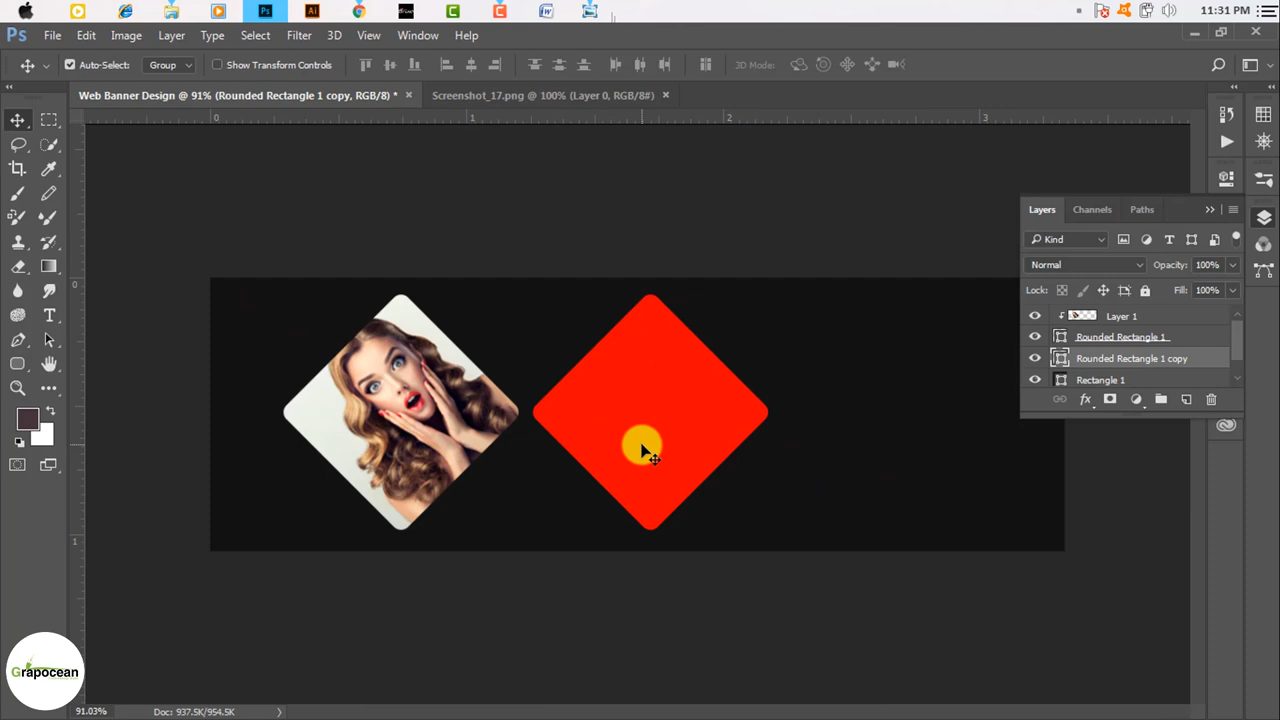 11:31 PM
Ps File Edit Image Layer Type Select Filter 3D View Window Help
Auto-Select: Group Show Transform Controls 3D Mode:
Web Banner Design @ 91% (Rounded Rectangle 1 copy, RGB/8) * Screenshot_17.png @ 100% (Layer 0, RGB/8#)
0 1 2 3
Layers Channels Paths
Kind
Normal Opacity: 100%
Lock: Fill: 100%
Layer 1
Rounded Rectangle 1
Rounded Rectangle 1 copy
Rectangle 1
0
1
Grapocean
91.03% Doc: 937.5K/954.5K